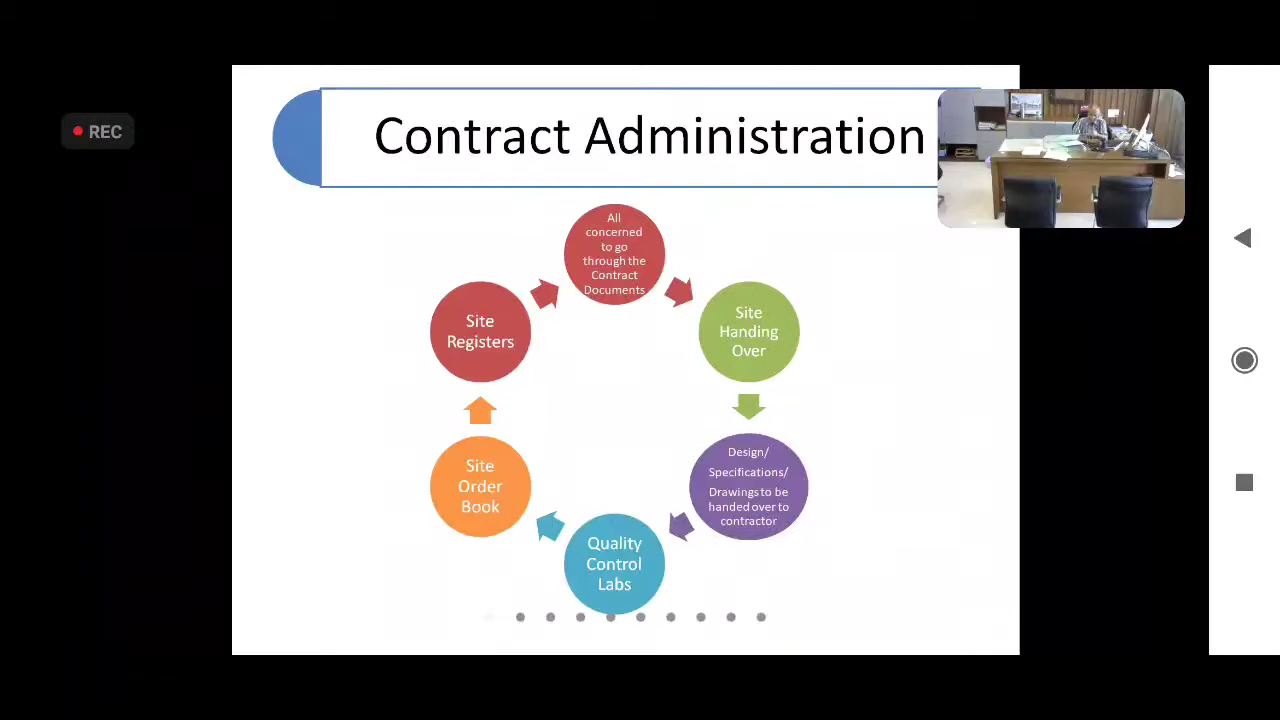 REC
Contract Administration
All
concerned
to go
through the
Contract
Documents
Site
Handing
Over
Design/
Specifications/
Drawings to be
handed over to
contractor
Quality
Control
Labs
Site
Order
Book
Site
Registers